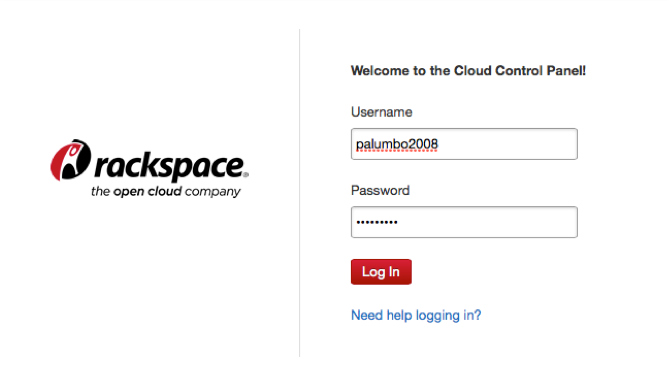 rackspace®
the open cloud company
Welcome to the Cloud Control Panel!
Username
palumbo2008
Password
•••••••••
Log In
Need help logging in?